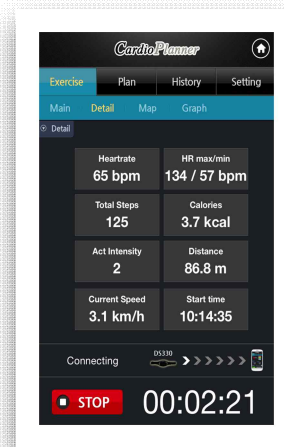 CardioPlanner
Exercise Plan History Setting
Main Detail Map Graph
Detail
Heartrate HR max/min
65 bpm 134 / 57 bpm
Total Steps Calories
125 3.7 kcal
Act Intensity Distance
2 86.8 m
Current Speed Start time
3.1 km/h 10:14:35
DS330
Connecting
STOP 00:02:21